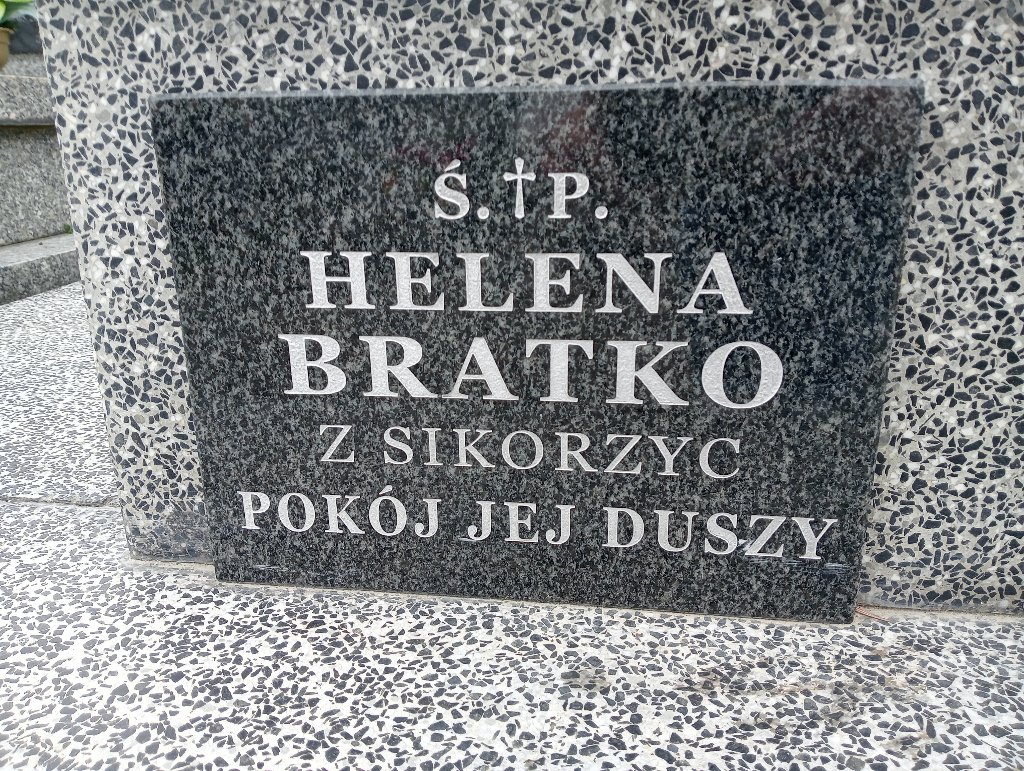 Ś.†P.
HELENA
BRATKO
Z SIKORZYC
POKÓJ JEJ DUSZY